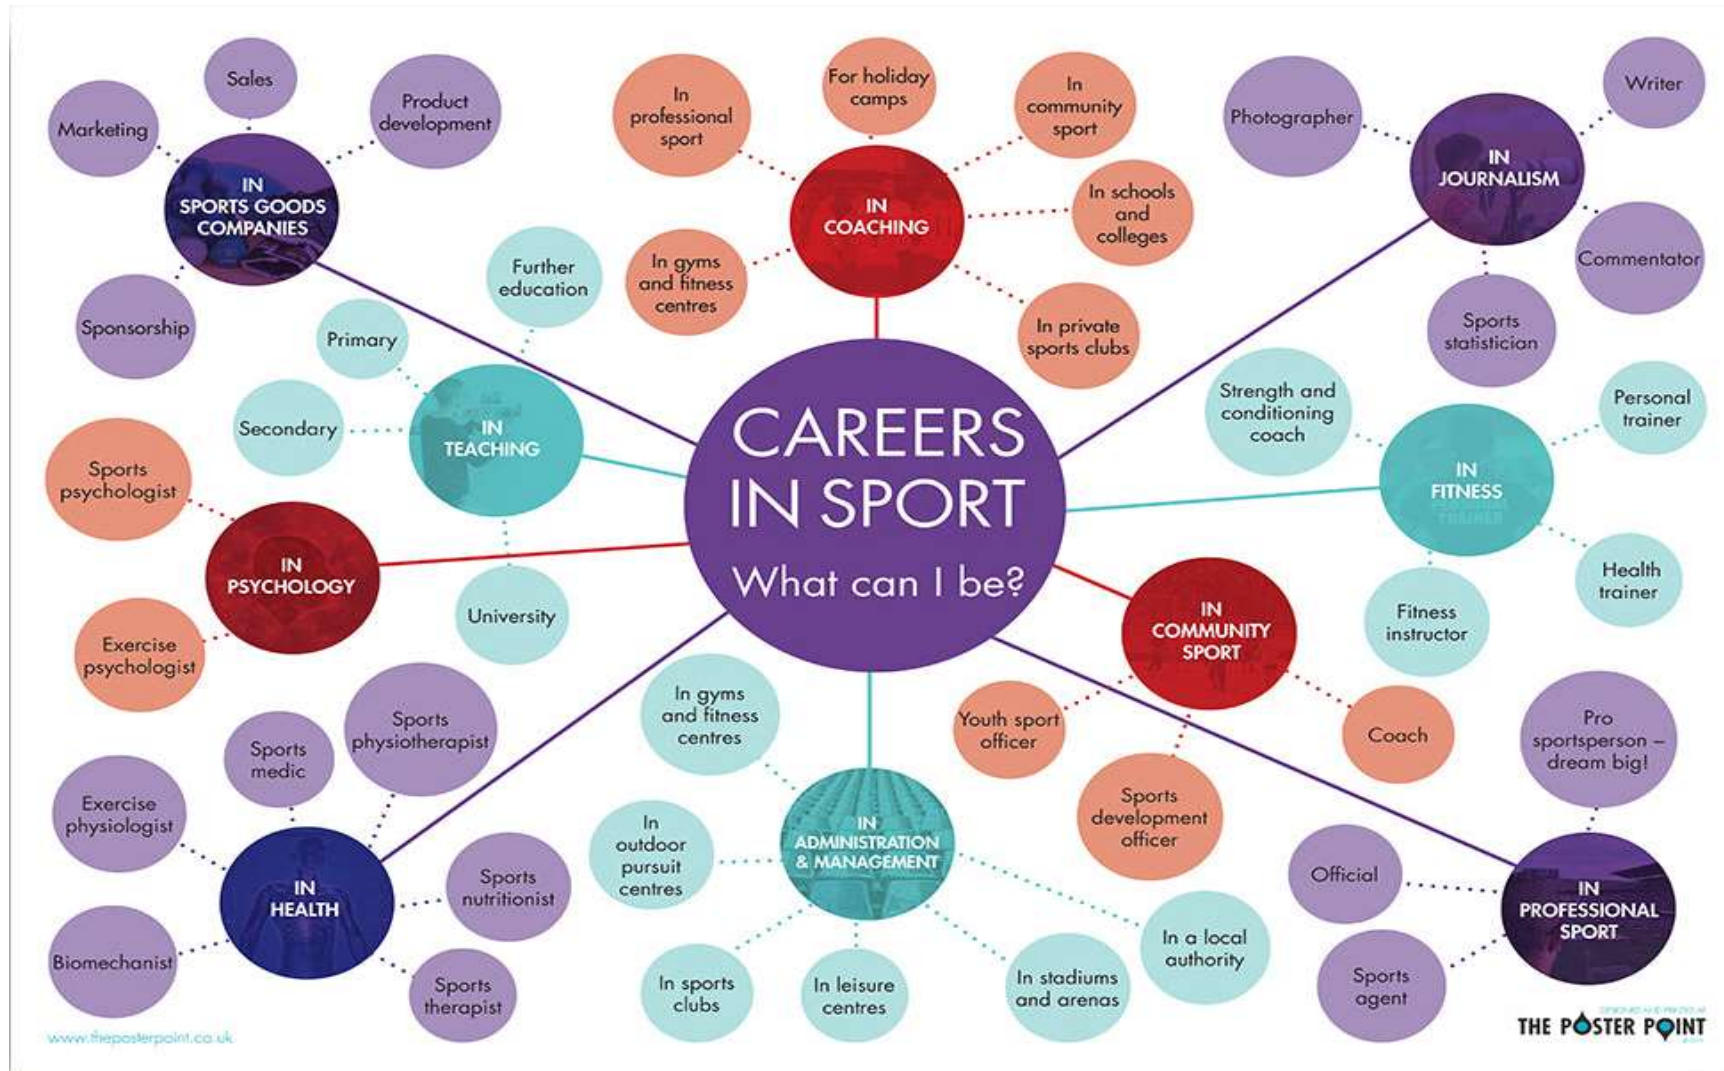 CAREERS
IN SPORT
What can I be?
IN
SPORTS GOODS
COMPANIES
Marketing
Sales
Product
development
Sponsorship
IN
COACHING
In
professional
sport
For holiday
camps
In
community
sport
In schools
and
colleges
In private
sports clubs
In gyms
and fitness
centres
IN
JOURNALISM
Photographer
Writer
Commentator
Sports
statistician
IN
TEACHING
Further
education
Primary
Secondary
University
IN
FITNESS
Strength and
conditioning
coach
Personal
trainer
Health
trainer
Fitness
instructor
IN
PSYCHOLOGY
Sports
psychologist
Exercise
psychologist
IN
COMMUNITY
SPORT
Youth sport
officer
Sports
development
officer
Coach
IN
HEALTH
Sports
physiotherapist
Sports
medic
Exercise
physiologist
Biomechanist
Sports
nutritionist
Sports
therapist
IN
ADMINISTRATION
& MANAGEMENT
In gyms
and fitness
centres
In
outdoor
pursuit
centres
In sports
clubs
In leisure
centres
In stadiums
and arenas
In a local
authority
IN
PROFESSIONAL
SPORT
Pro
sportsperson –
dream big!
Official
Sports
agent
www.theposterpoint.co.uk
THE POSTER POINT